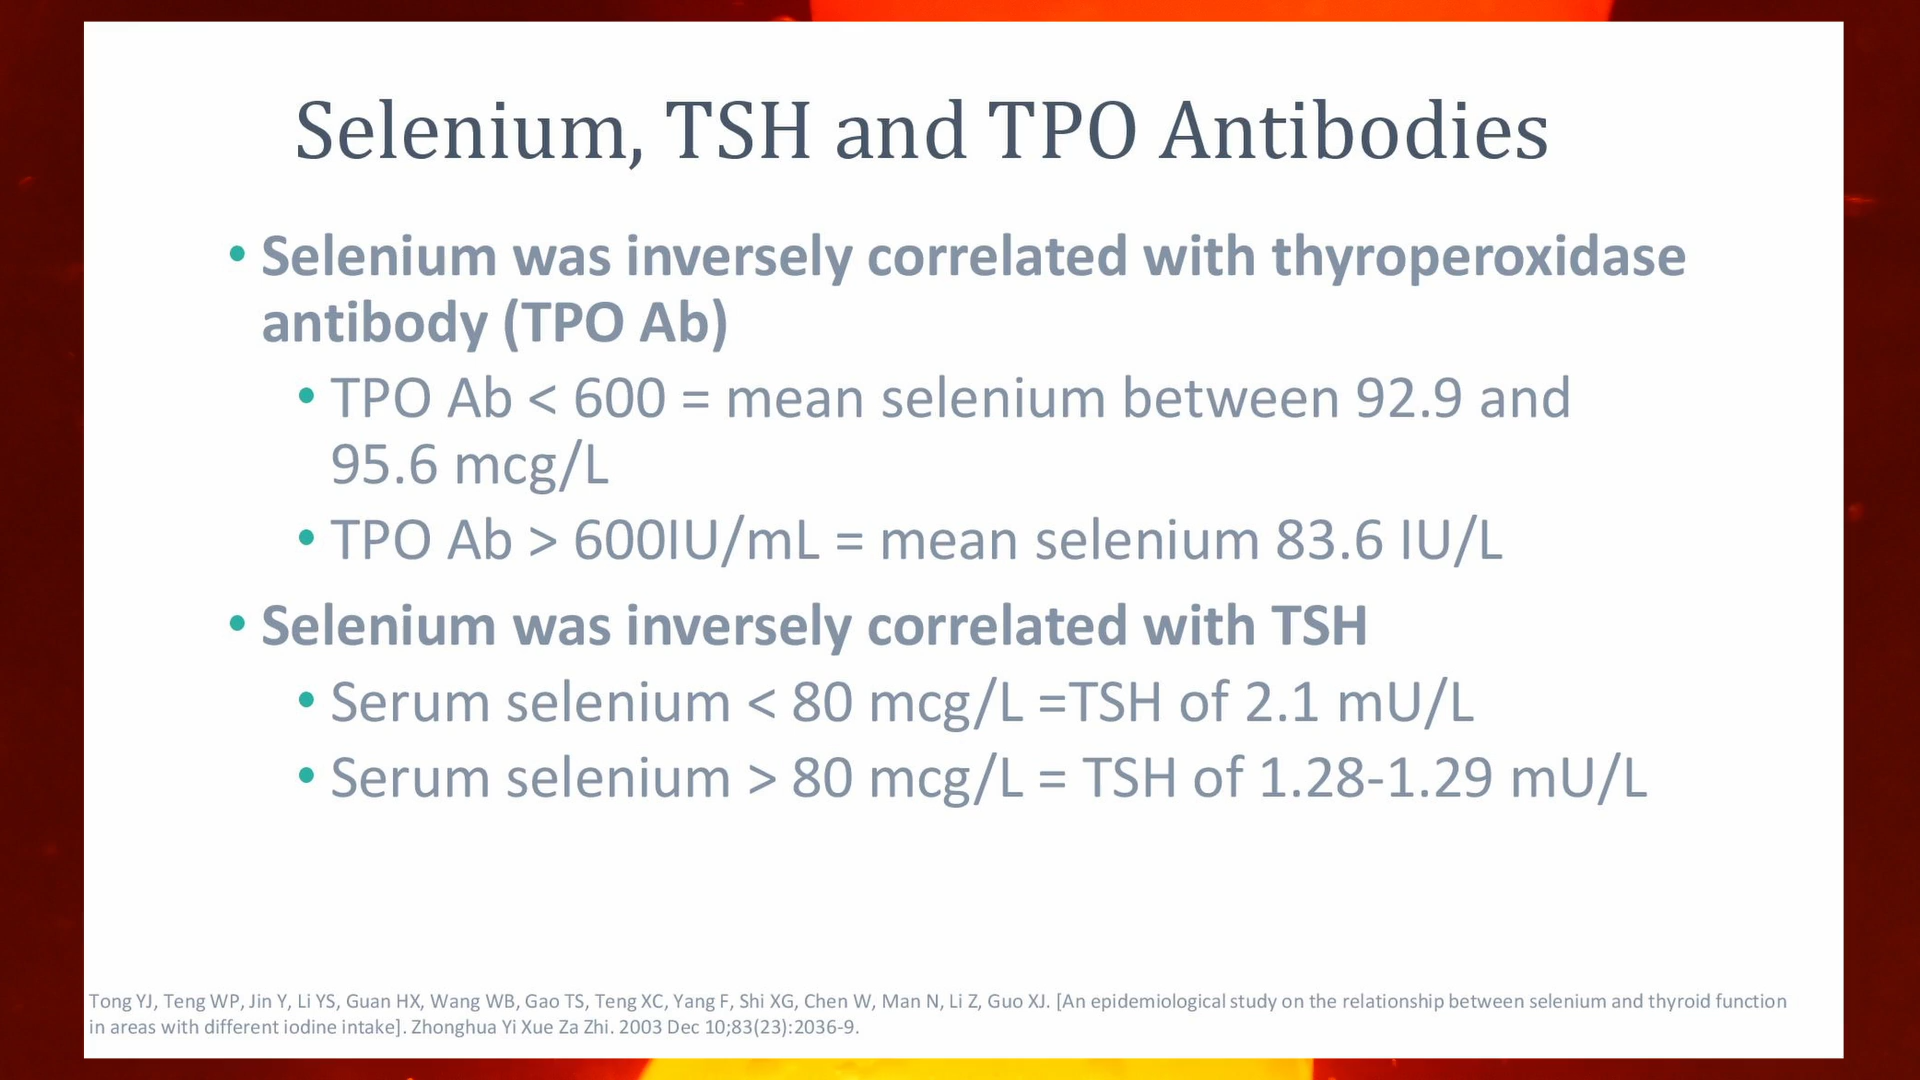 Selenium, TSH and TPO Antibodies
• Selenium was inversely correlated with thyroperoxidase
antibody (TPO Ab)
• TPO Ab < 600 = mean selenium between 92.9 and
95.6 mcg/L
• TPO Ab > 600IU/mL = mean selenium 83.6 IU/L
• Selenium was inversely correlated with TSH
• Serum selenium < 80 mcg/L =TSH of 2.1 mU/L
• Serum selenium > 80 mcg/L = TSH of 1.28-1.29 mU/L
Tong YJ, Teng WP, Jin Y, Li YS, Guan HX, Wang WB, Gao TS, Teng XC, Yang F, Shi XG, Chen W, Man N, Li Z, Guo XJ. [An epidemiological study on the relationship between selenium and thyroid function
in areas with different iodine intake]. Zhonghua Yi Xue Za Zhi. 2003 Dec 10;83(23):2036-9.